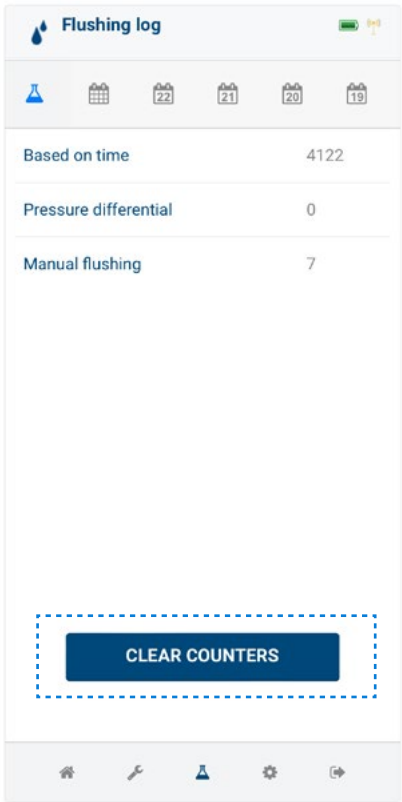 Flushing log
22 21 20 19
Based on time 4122
Pressure differential 0
Manual flushing 7
CLEAR COUNTERS